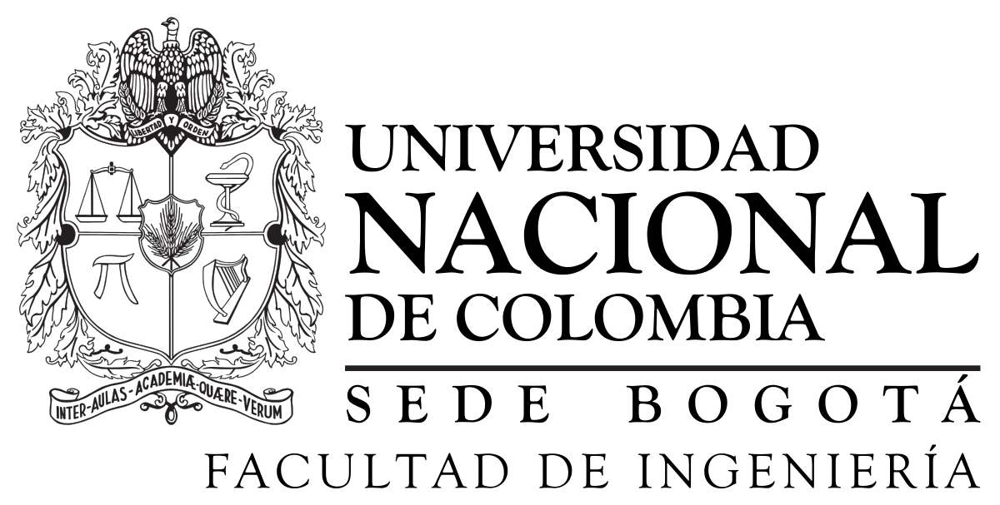 LIBERTAD Y ORDEN
INTER-AULAS-ACADEMIÆ-QUÆRE-VERUM
UNIVERSIDAD
NACIONAL
DE COLOMBIA
SEDE BOGOTÁ
FACULTAD DE INGENIERÍA